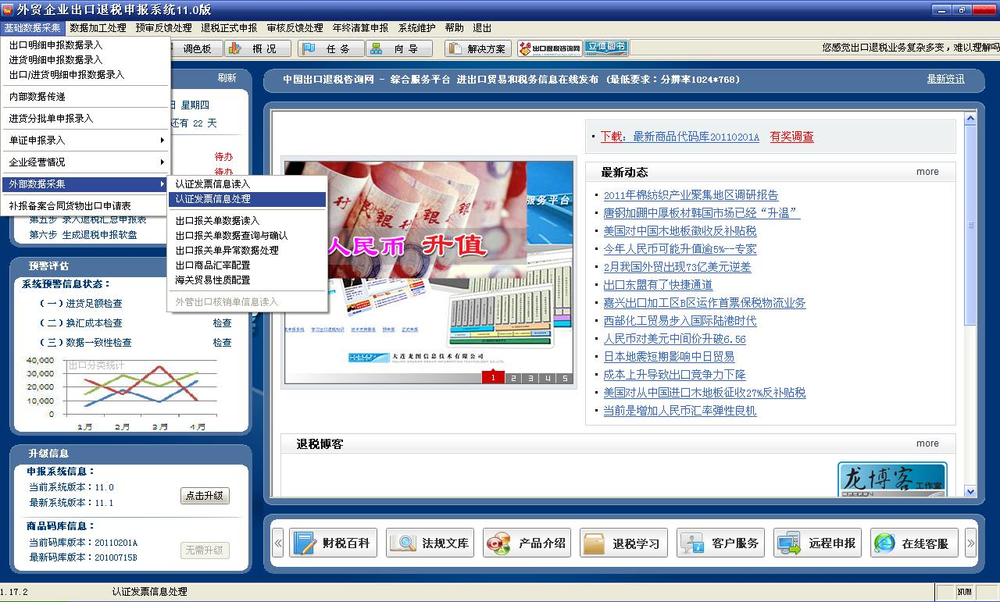 外贸企业出口退税申报系统11.0版
基础数据采集 数据加工处理 预审反馈处理 退税正式申报 审核反馈处理 年终清算申报 系统维护 帮助 退出
调色板 概 况 任 务 向 导 解决方案 出口退税咨询网 立体图书 您感觉出口退税业务复杂多变，难以理解吗
出口明细申报数据录入
进货明细申报数据录入
出口/进货明细申报数据录入
内部数据传递
进货分批单申报录入
单证申报录入
企业经营情况
外部数据采集
补报备案合同货物出口申请表
认证发票信息读入
认证发票信息处理
出口报关单数据读入
出口报关单数据查询与确认
出口报关单异常数据处理
出口商品汇率配置
海关贸易性质配置
外管出口核销单信息读入
刷新
日 星期四
还有 22 天
待办
待办
第五步 录入退税汇总申报表
第六步 生成退税申报软盘
预警评估
系统预警信息状态：
（一）进货足额检查
（二）换汇成本检查 检查
（三）数据一致性检查 检查
出口分类统计
40,000
30,000
20,000
10,000
0
1月 2月 3月 4月
升级信息
申报系统信息：
当前系统版本：11.0
最新系统版本：11.1
点击升级
商品码库信息：
当前码库版本：20110201A
最新码库版本：20100715B
无需升级
中国出口退税咨询网 - 综合服务平台 进出口贸易和税务信息在线发布 (最低要求：分辨率1024*768)
最新资讯
下载: 最新商品代码库20110201A 有奖调查
服务平台
人民币 升值
大连龙图信息技术有限公司
1 2 3 4 5
最新动态 more
2011年棉纺织产业聚集地区调研报告
唐钢加硼中厚板材韩国市场已经“升温”
美国对中国木地板徵收反补贴税
今年人民币可能升值逾5%--专家
2月我国外贸出现73亿美元逆差
出口东盟有了快捷通道
嘉兴出口加工区B区运作首票保税物流业务
西部化工贸易步入国际陆港时代
人民币对美元中间价升破6.56
日本地震短期影响中日贸易
成本上升导致出口竞争力下降
美国对从中国进口木地板征收27%反补贴税
当前是增加人民币汇率弹性良机
退税博客 more
龙博客工作室
财税百科 法规文库 产品介绍 退税学习 客户服务 远程申报 在线客服
1.17.2 认证发票信息处理 NUM